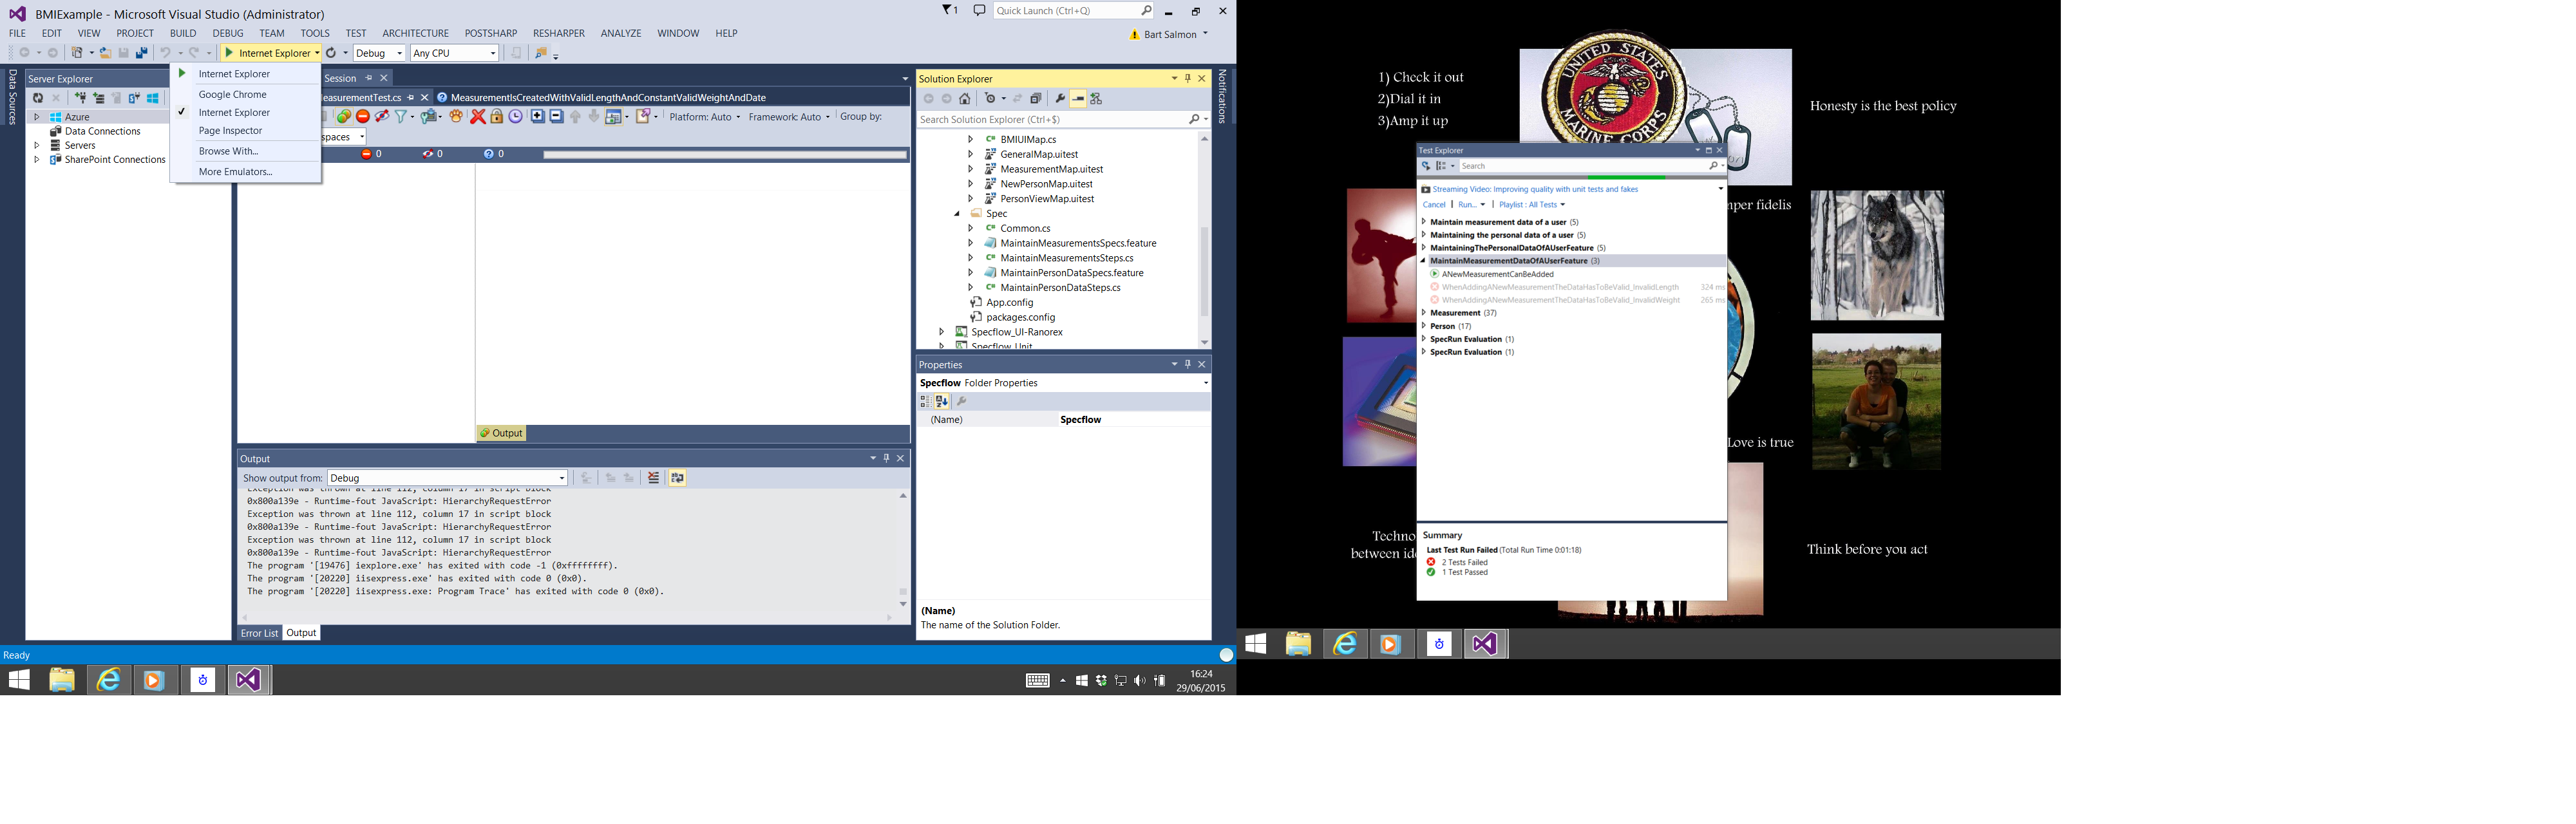 BMIExample - Microsoft Visual Studio (Administrator)
1
Quick Launch (Ctrl+Q)
FILE EDIT VIEW PROJECT BUILD DEBUG TEAM TOOLS TEST ARCHITECTURE POSTSHARP RESHARPER ANALYZE WINDOW HELP
Bart Salmon
Internet Explorer
Debug
Any CPU
Data Sources
Server Explorer
Azure
Data Connections
Servers
SharePoint Connections
Internet Explorer
Google Chrome
Internet Explorer
Page Inspector
Browse With...
More Emulators...
Session
easurementTest.cs
MeasurementIsCreatedWithValidLengthAndConstantValidWeightAndDate
Platform: Auto
Framework: Auto
Group by:
spaces
0
0
0
Output
Output
Show output from: Debug
Exception was thrown at line 112, column 17 in script block
0x800a139e - Runtime-fout JavaScript: HierarchyRequestError
Exception was thrown at line 112, column 17 in script block
0x800a139e - Runtime-fout JavaScript: HierarchyRequestError
Exception was thrown at line 112, column 17 in script block
0x800a139e - Runtime-fout JavaScript: HierarchyRequestError
The program '[19476] iexplore.exe' has exited with code -1 (0xffffffff).
The program '[20220] iisexpress.exe' has exited with code 0 (0x0).
The program '[20220] iisexpress.exe: Program Trace' has exited with code 0 (0x0).
Error List Output
Ready
Solution Explorer
Search Solution Explorer (Ctrl+$)
BMIUIMap.cs
GeneralMap.uitest
MeasurementMap.uitest
NewPersonMap.uitest
PersonViewMap.uitest
Spec
Common.cs
MaintainMeasurementsSpecs.feature
MaintainMeasurementsSteps.cs
MaintainPersonDataSpecs.feature
MaintainPersonDataSteps.cs
App.config
packages.config
Specflow_UI-Ranorex
Specflow_Unit
Properties
Specflow Folder Properties
(Name) Specflow
(Name)
The name of the Solution Folder.
Notifications
16:24
29/06/2015
1) Check it out
2)Dial it in
3)Amp it up
UNITED STATES
MARINE CORPS
Honesty is the best policy
mper fidelis
Love is true
Techno
between id
Think before you act
Test Explorer
Search
Streaming Video: Improving quality with unit tests and fakes
Cancel | Run... | Playlist : All Tests
Maintain measurement data of a user (5)
Maintaining the personal data of a user (5)
MaintainingThePersonalDataOfAUserFeature (5)
MaintainMeasurementDataOfAUserFeature (3)
ANewMeasurementCanBeAdded
WhenAddingANewMeasurementTheDataHasToBeValid_InvalidLength 324 ms
WhenAddingANewMeasurementTheDataHasToBeValid_InvalidWeight 265 ms
Measurement (37)
Person (17)
SpecRun Evaluation (1)
SpecRun Evaluation (1)
Summary
Last Test Run Failed (Total Run Time 0:01:18)
2 Tests Failed
1 Test Passed